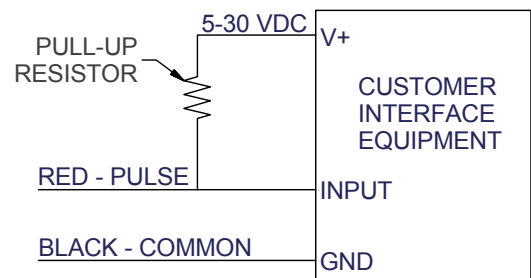 5-30 VDC
V+
PULL-UP
RESISTOR
CUSTOMER
INTERFACE
EQUIPMENT
RED - PULSE
INPUT
BLACK - COMMON
GND